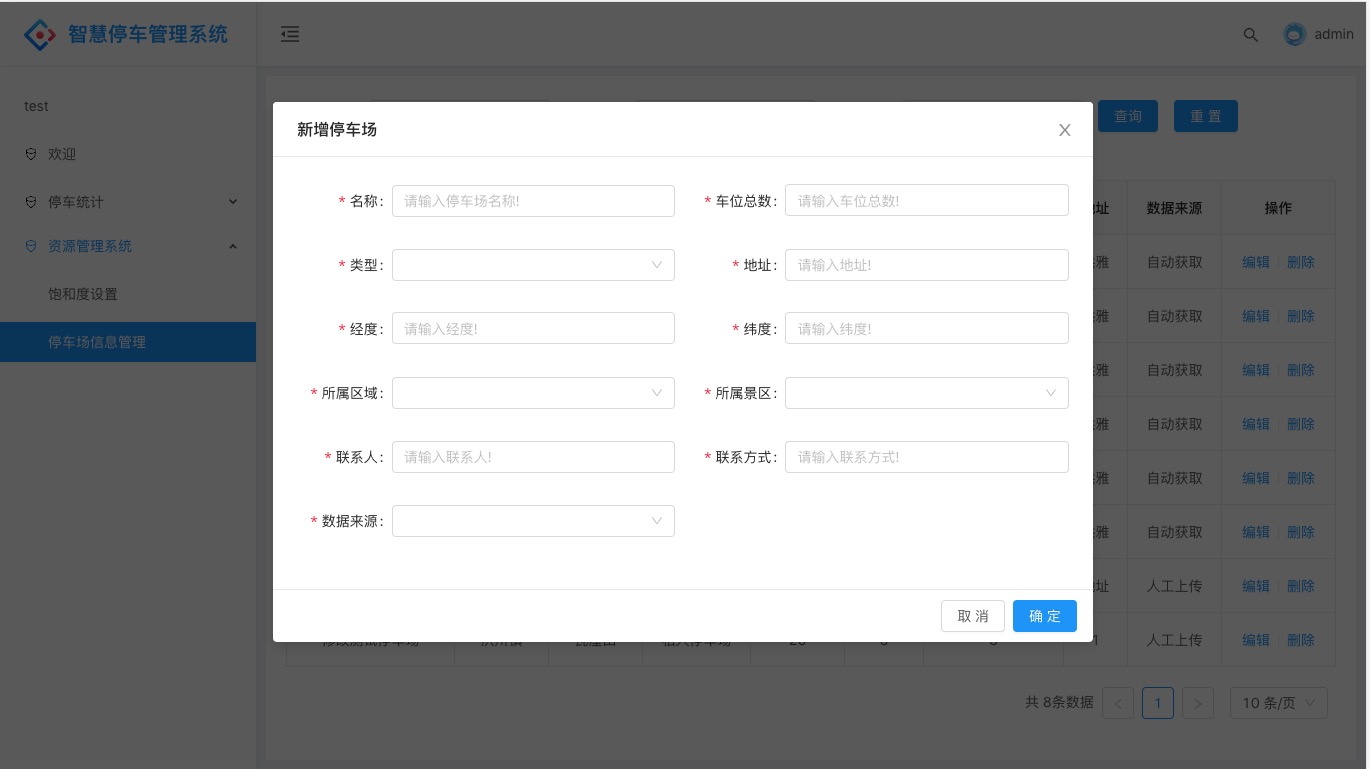 智慧停车管理系统
admin
test
欢迎
停车统计
资源管理系统
饱和度设置
停车场信息管理
查询 重 置
新增停车场
* 名称: 请输入停车场名称!
* 车位总数: 请输入车位总数!
* 类型:
* 地址: 请输入地址!
* 经度: 请输入经度!
* 纬度: 请输入纬度!
* 所属区域:
* 所属景区:
* 联系人: 请输入联系人!
* 联系方式: 请输入联系方式!
* 数据来源:
取 消 确 定
址 数据来源 操作
雅 自动获取 编辑 删除
雅 自动获取 编辑 删除
雅 自动获取 编辑 删除
雅 自动获取 编辑 删除
雅 自动获取 编辑 删除
雅 自动获取 编辑 删除
址 人工上传 编辑 删除
1 人工上传 编辑 删除
共 8条数据 < 1 > 10 条/页